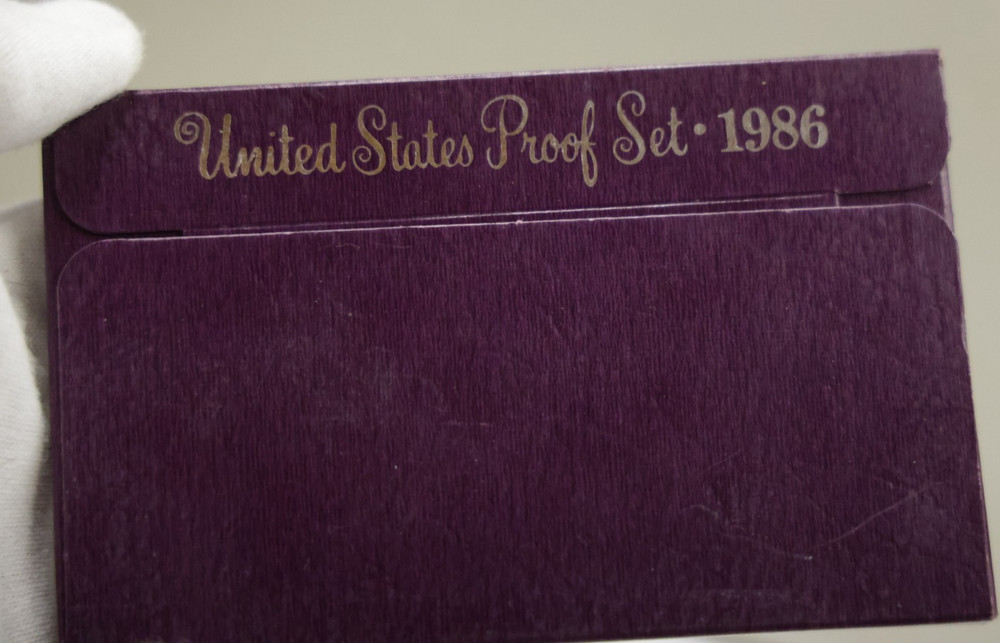 United States Proof Set · 1986